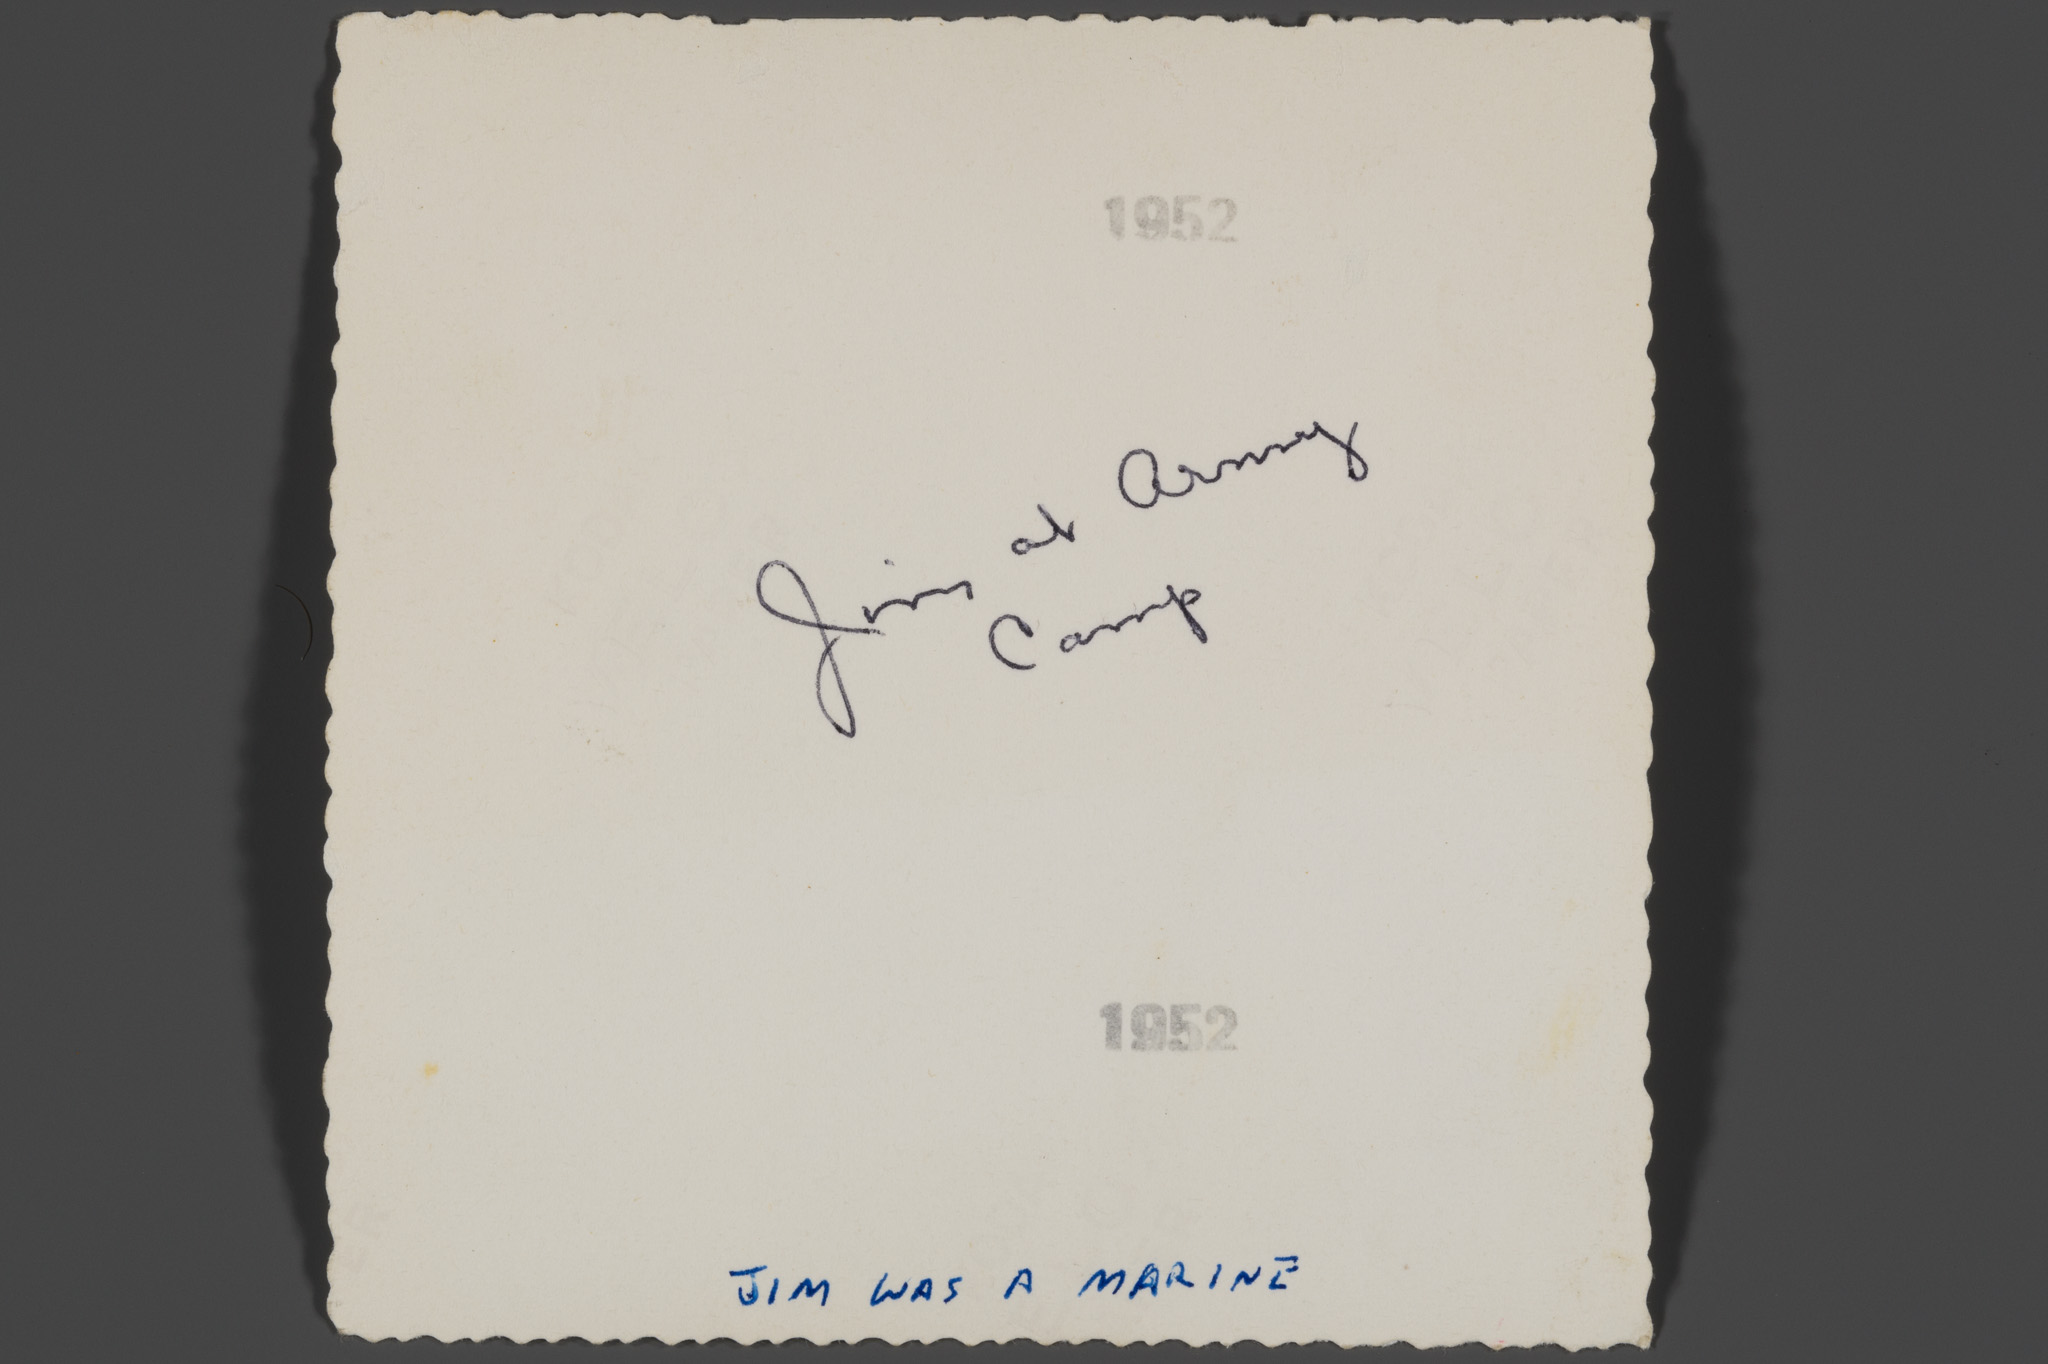 1952
Jim at Army
Camp
1952
JIM WAS A MARINE